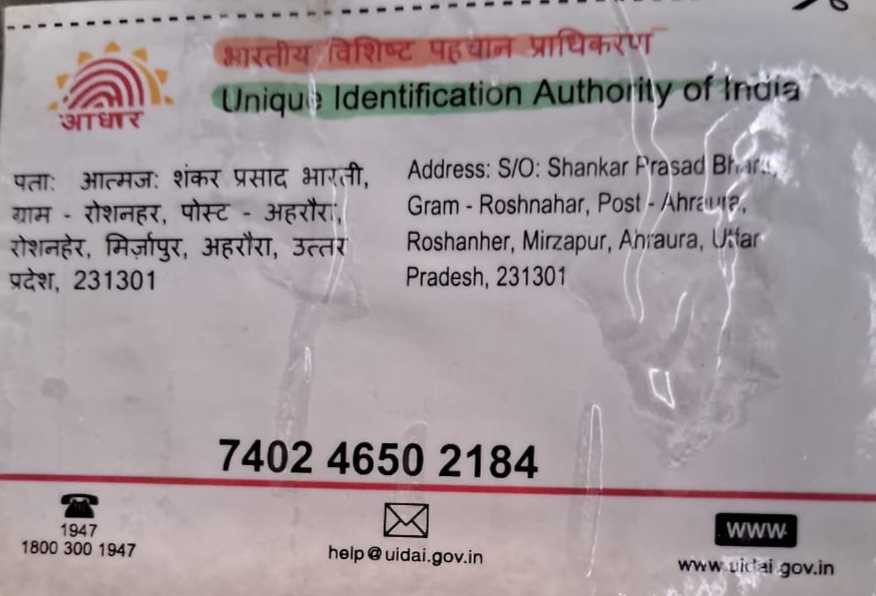 भारतीय विशिष्ट पहचान प्राधिकरण
Unique Identification Authority of India
आधार
पता: आत्मज: शंकर प्रसाद भारती,
ग्राम - रोशनहर, पोस्ट - अहरौरा,
रोशनहेर, मिर्ज़ापुर, अहरौरा, उत्तर
प्रदेश, 231301
Address: S/O: Shankar Prasad
Gram - Roshnahar, Post - Ahraura,
Roshanher, Mirzapur, Ahraura, Uttar
Pradesh, 231301
7402 4650 2184
1947
1800 300 1947
help@uidai.gov.in
www
www.uidai.gov.in